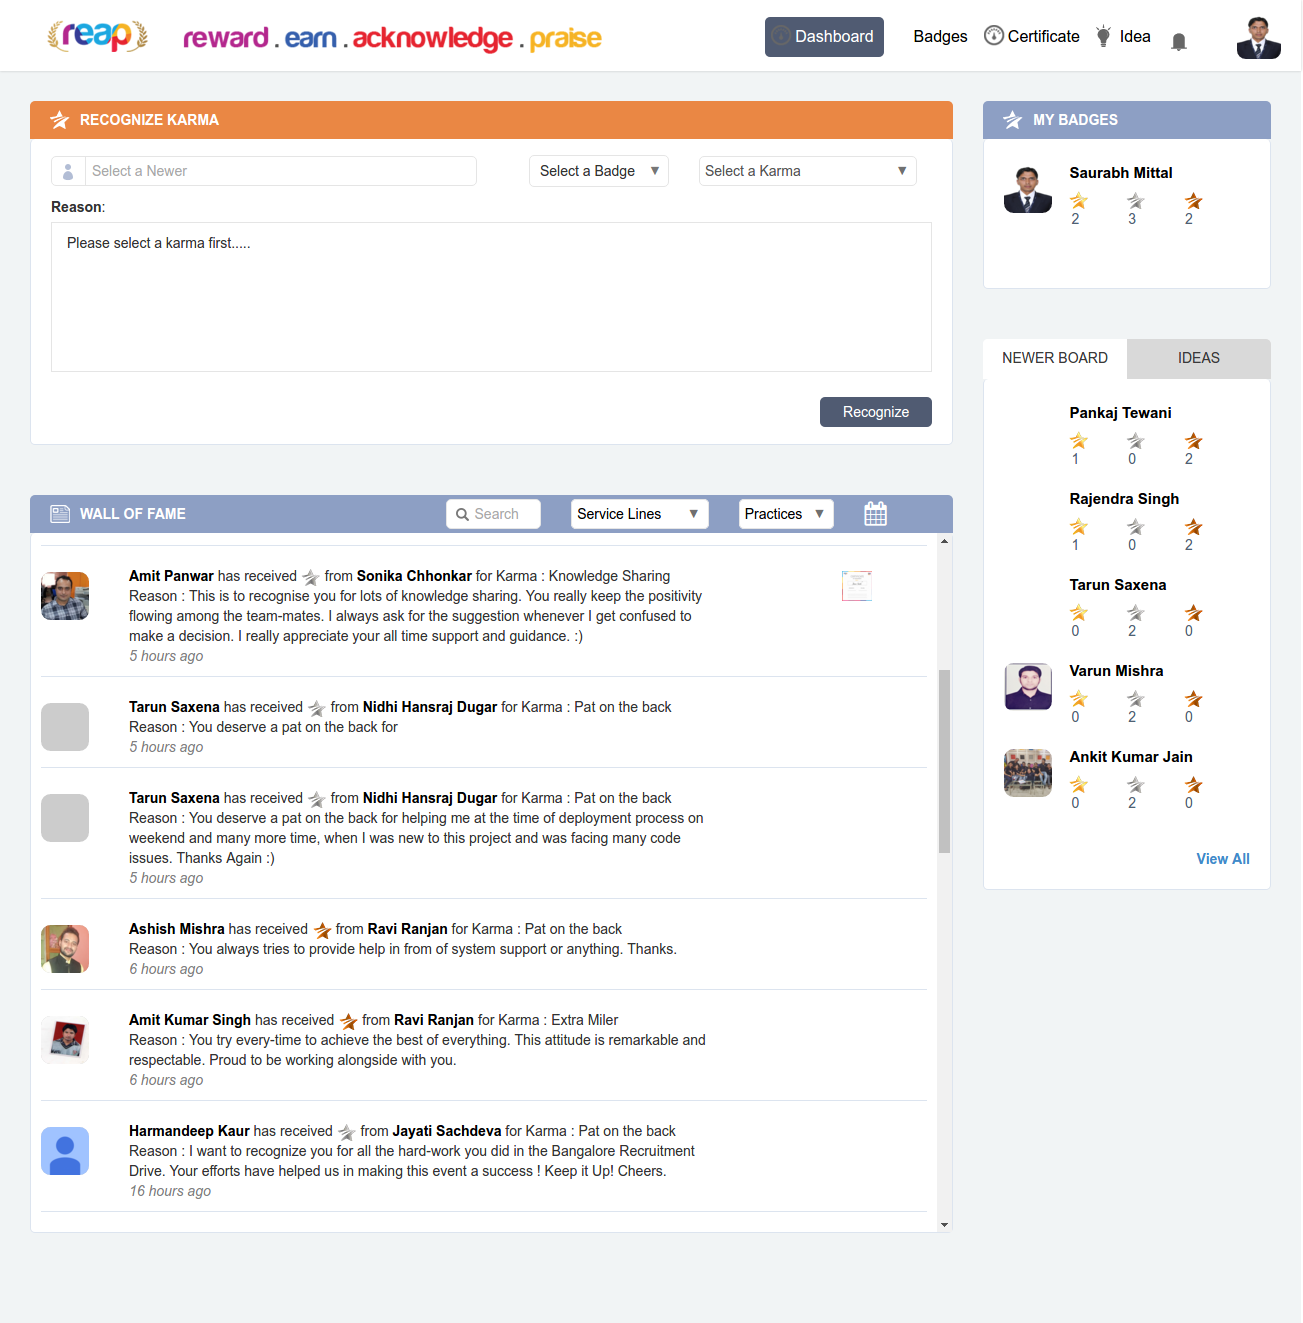 reap
reward . earn . acknowledge . praise
Dashboard
Badges
Certificate
Idea
RECOGNIZE KARMA
Select a Newer
Select a Badge ▼
Select a Karma ▼
Reason:
Please select a karma first.....
Recognize
MY BADGES
Saurabh Mittal
2 3 2
NEWER BOARD
IDEAS
Pankaj Tewani
1 0 2
Rajendra Singh
1 0 2
Tarun Saxena
0 2 0
Varun Mishra
0 2 0
Ankit Kumar Jain
0 2 0
View All
WALL OF FAME
Search
Service Lines ▼
Practices ▼
Amit Panwar has received from Sonika Chhonkar for Karma : Knowledge Sharing
Reason : This is to recognise you for lots of knowledge sharing. You really keep the positivity
flowing among the team-mates. I always ask for the suggestion whenever I get confused to
make a decision. I really appreciate your all time support and guidance. :)
5 hours ago
Tarun Saxena has received from Nidhi Hansraj Dugar for Karma : Pat on the back
Reason : You deserve a pat on the back for
5 hours ago
Tarun Saxena has received from Nidhi Hansraj Dugar for Karma : Pat on the back
Reason : You deserve a pat on the back for helping me at the time of deployment process on
weekend and many more time, when I was new to this project and was facing many code
issues. Thanks Again :)
5 hours ago
Ashish Mishra has received from Ravi Ranjan for Karma : Pat on the back
Reason : You always tries to provide help in from of system support or anything. Thanks.
6 hours ago
Amit Kumar Singh has received from Ravi Ranjan for Karma : Extra Miler
Reason : You try every-time to achieve the best of everything. This attitude is remarkable and
respectable. Proud to be working alongside with you.
6 hours ago
Harmandeep Kaur has received from Jayati Sachdeva for Karma : Pat on the back
Reason : I want to recognize you for all the hard-work you did in the Bangalore Recruitment
Drive. Your efforts have helped us in making this event a success ! Keep it Up! Cheers.
16 hours ago